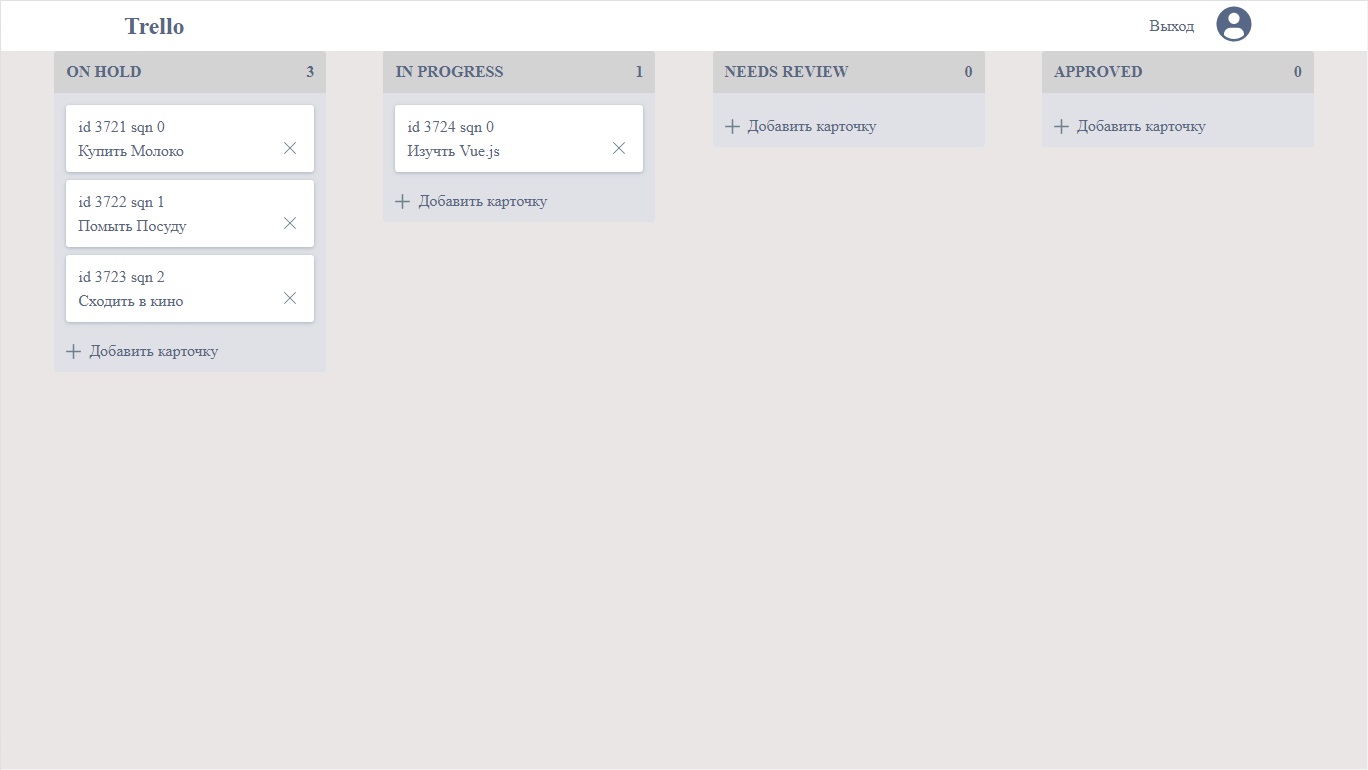 Trello
Выход
ON HOLD 3
id 3721 sqn 0
Купить Молоко
id 3722 sqn 1
Помыть Посуду
id 3723 sqn 2
Сходить в кино
Добавить карточку
IN PROGRESS 1
id 3724 sqn 0
Изучть Vue.js
Добавить карточку
NEEDS REVIEW 0
Добавить карточку
APPROVED 0
Добавить карточку